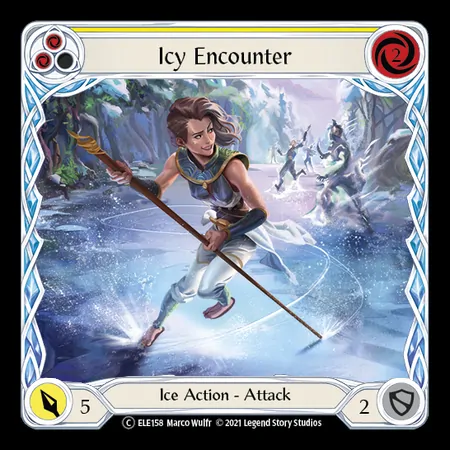 Icy Encounter
2
5
Ice Action - Attack
2
C ELE158 Marco Wulfr © 2021 Legend Story Studios